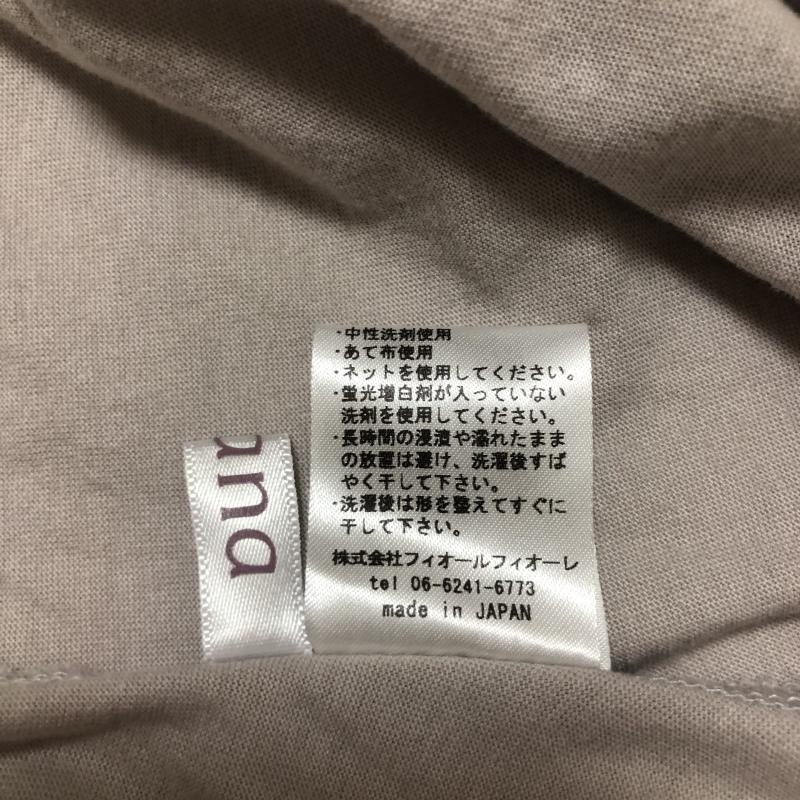 ・中性洗剤使用
・あて布使用
・ネットを使用してください。
・蛍光増白剤が入っていない
洗剤を使用してください。
・長時間の浸漬や濡れたまま
の放置は避け、洗濯後すば
やく干して下さい。
・洗濯後は形を整えてすぐに
干して下さい。
株式会社フィオールフィオーレ
tel 06-6241-6773
made in JAPAN
una